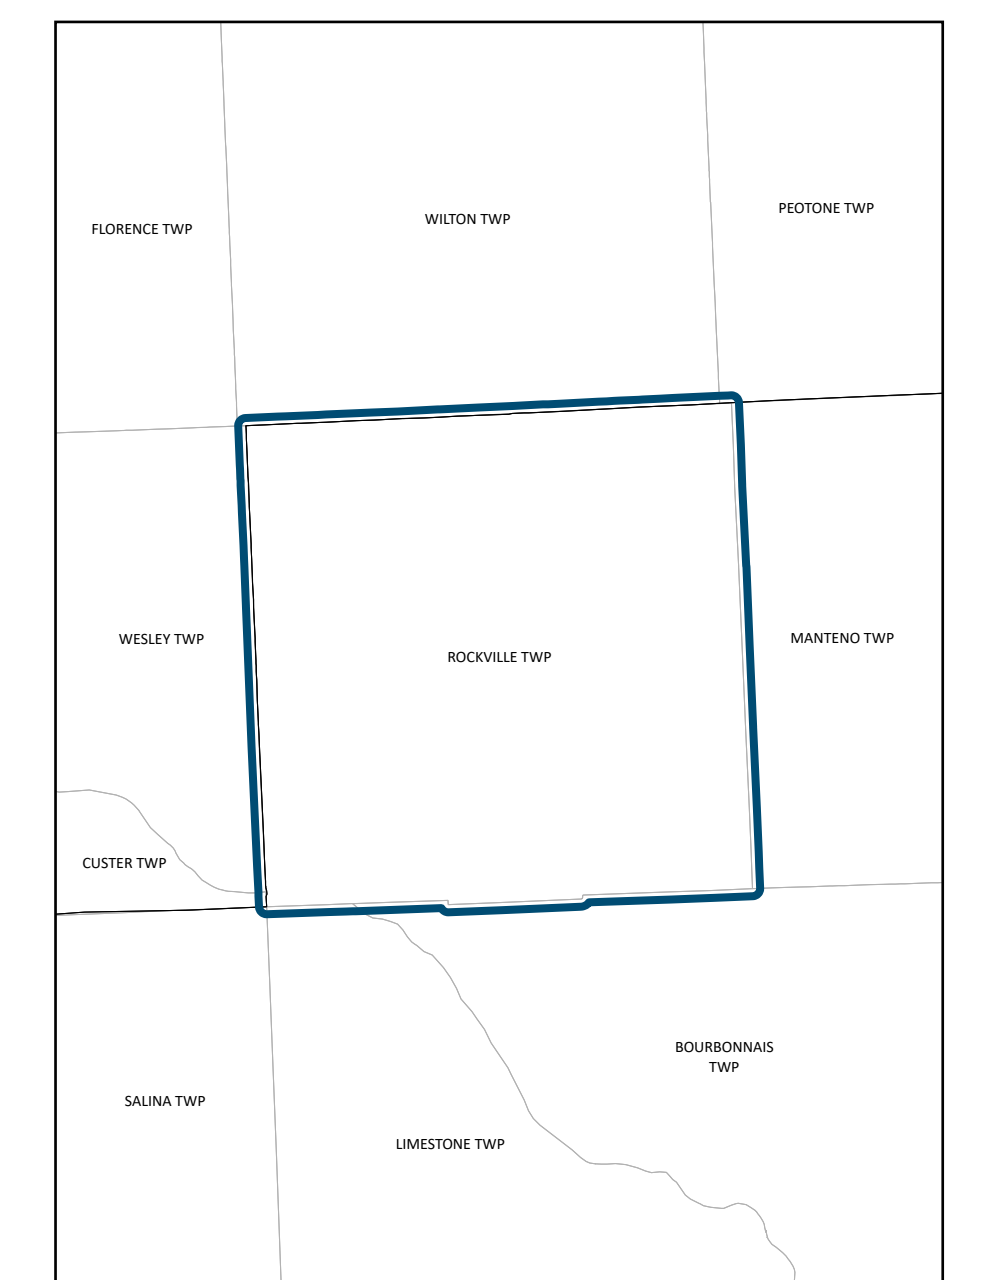 PEOTONE TWP
WILTON TWP
FLORENCE TWP
WESLEY TWP
MANTENO TWP
ROCKVILLE TWP
CUSTER TWP
BOURBONNAIS
TWP
SALINA TWP
LIMESTONE TWP